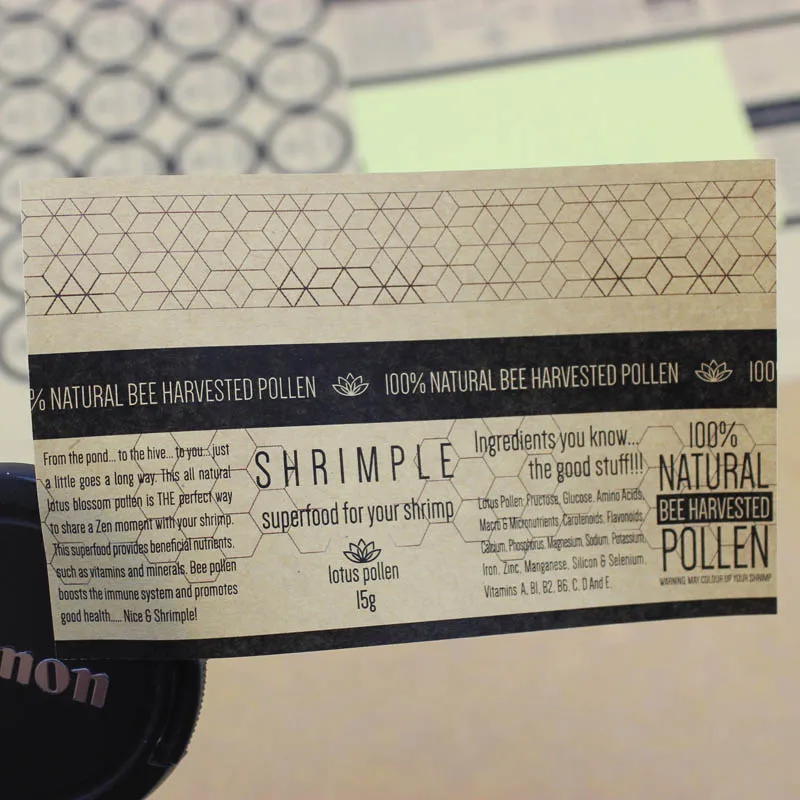 % NATURAL BEE HARVESTED POLLEN 100% NATURAL BEE HARVESTED POLLEN 100
From the pond... to the hive... to you...just
a little goes a long way. This all natural
lotus blossom pollen is THE perfect way
to share a Zen moment with your shrimp.
This superfood provides beneficial nutrients,
such as vitamins and minerals. Bee pollen
boosts the immune system and promotes
good health..... Nice & Shrimple!
SHRIMPLE
superfood for your shrimp
lotus pollen
15g
Ingredients you know...
the good stuff!!!
Lotus Pollen: Fructose, Glucose, Amino Acids,
Macro & Micronutrients, Carotenoids, Flavonoids,
Calcium, Phosphorus, Magnesium, Sodium, Potassium,
Iron, Zinc, Manganese, Silicon & Selenium,
Vitamins A, B1, B2, B6, C, D And E.
100%
NATURAL
BEE HARVESTED
POLLEN
WARNING: MAY COLOUR UP YOUR SHRIMP
non